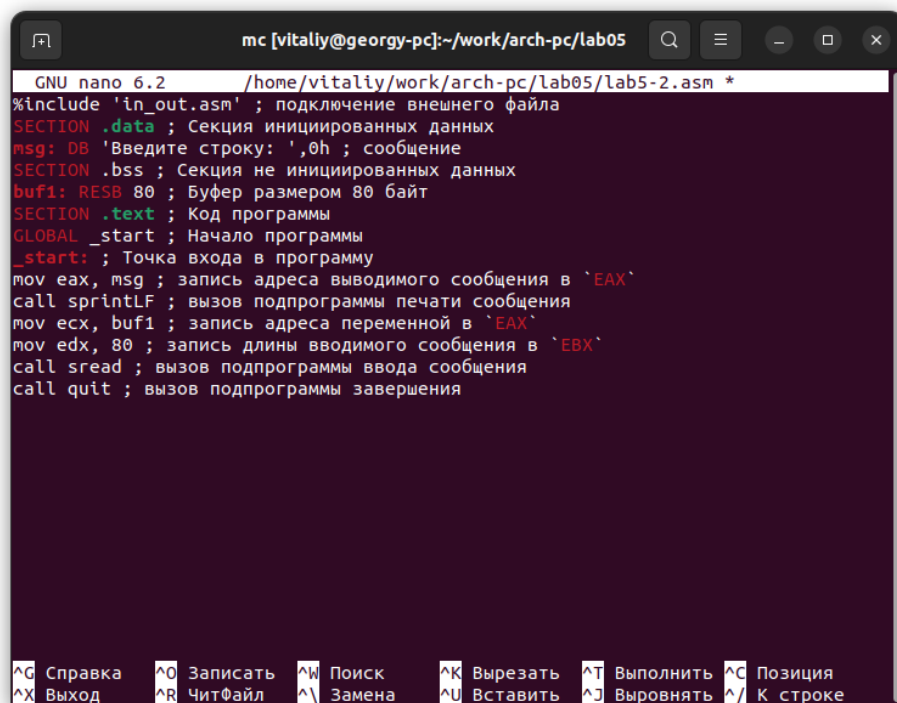 mc [vitaliy@georgy-pc]:~/work/arch-pc/lab05
GNU nano 6.2 /home/vitaliy/work/arch-pc/lab05/lab5-2.asm *
%include 'in_out.asm' ; подключение внешнего файла
SECTION .data ; Секция инициированных данных
msg: DB 'Введите строку: ',0h ; сообщение
SECTION .bss ; Секция не инициированных данных
buf1: RESB 80 ; Буфер размером 80 байт
SECTION .text ; Код программы
GLOBAL _start ; Начало программы
_start: ; Точка входа в программу
mov eax, msg ; запись адреса выводимого сообщения в `EAX`
call sprintLF ; вызов подпрограммы печати сообщения
mov ecx, buf1 ; запись адреса переменной в `EAX`
mov edx, 80 ; запись длины вводимого сообщения в `EBX`
call sread ; вызов подпрограммы ввода сообщения
call quit ; вызов подпрограммы завершения
^G Справка ^O Записать ^W Поиск ^K Вырезать ^T Выполнить ^C Позиция
^X Выход ^R ЧитФайл ^\ Замена ^U Вставить ^J Выровнять ^/ К строке